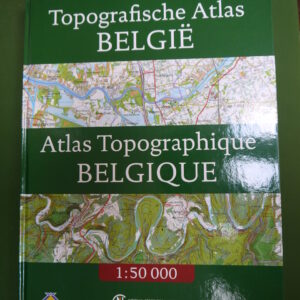 Topografische Atlas
BELGIË
Atlas Topographique
BELGIQUE
1:50 000